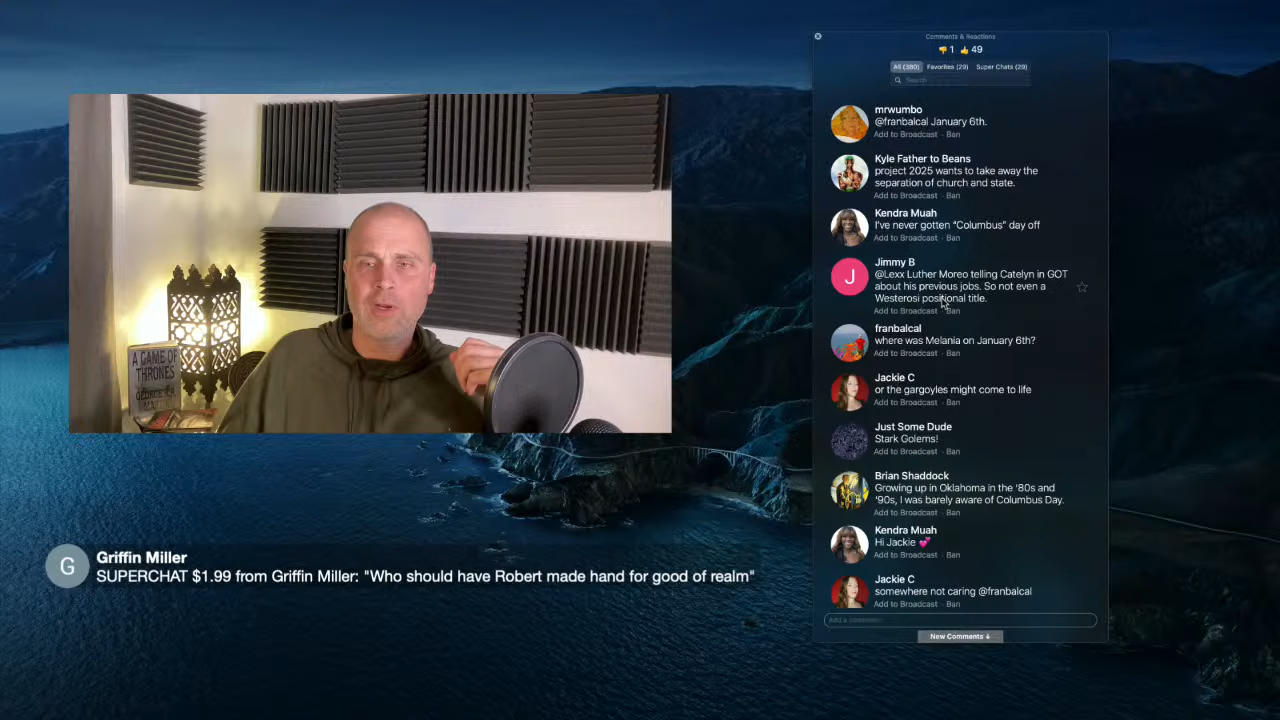 A GAME OF
THRONES
GEORGE R.R.
Griffin Miller
G
SUPERCHAT $1.99 from Griffin Miller: "Who should have Robert made hand for good of realm"
Comments & Reactions
👎 1 👍 49
All (380) Favorites (29) Super Chats (29)
Search
mrwumbo
@franbalcal January 6th.
Add to Broadcast · Ban
Kyle Father to Beans
project 2025 wants to take away the
separation of church and state.
Add to Broadcast · Ban
Kendra Muah
I've never gotten “Columbus” day off
Add to Broadcast · Ban
J
Jimmy B
@Lexx Luther Moreo telling Catelyn in GOT
about his previous jobs. So not even a
Westerosi positional title.
Add to Broadcast · Ban
franbalcal
where was Melania on January 6th?
Add to Broadcast · Ban
Jackie C
or the gargoyles might come to life
Add to Broadcast · Ban
Just Some Dude
Stark Golems!
Add to Broadcast · Ban
Brian Shaddock
Growing up in Oklahoma in the '80s and
'90s, I was barely aware of Columbus Day.
Add to Broadcast · Ban
Kendra Muah
Hi Jackie 💕
Add to Broadcast · Ban
Jackie C
somewhere not caring @franbalcal
Add to Broadcast · Ban
Add a comment
New Comments ↓